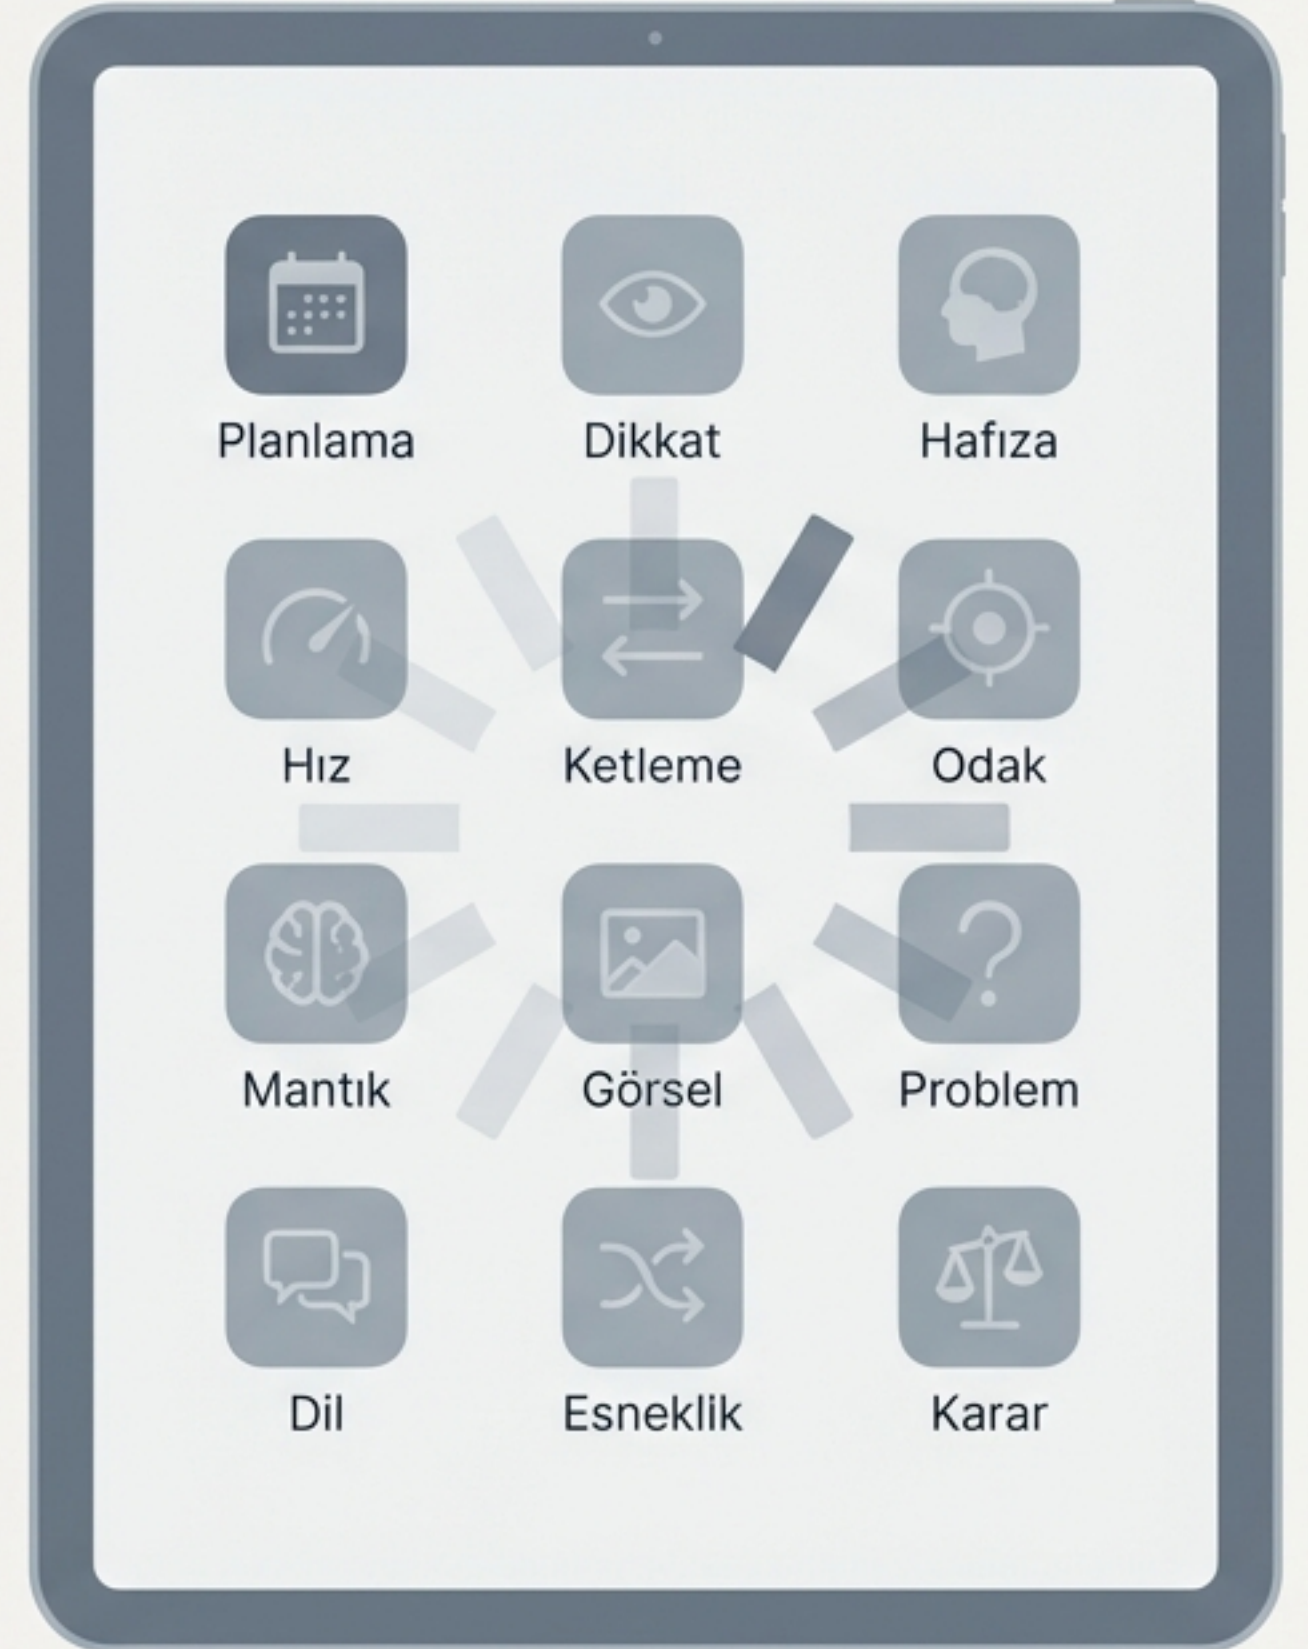 Planlama
Dikkat
Hafıza
Hız
Ketleme
Odak
Mantık
Görsel
Problem
Dil
Esneklik
Karar